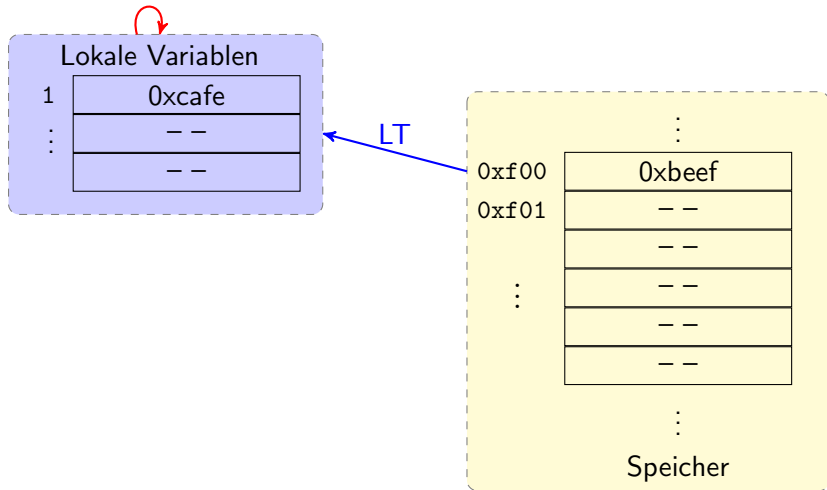 Lokale Variablen
1 0xcafe
⋮ – –
– –
LT
⋮
0xf00 0xbeef
0xf01 – –
– –
⋮ – –
– –
– –
⋮
Speicher